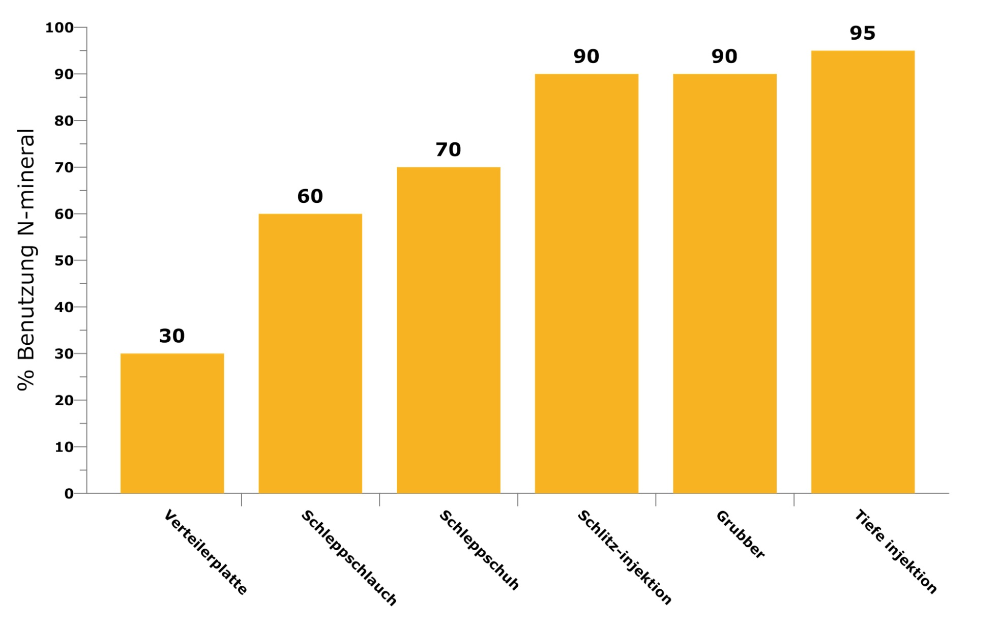 % Benutzung N-mineral
100
90
80
70
60
50
40
30
20
10
0
30
60
70
90
90
95
Verteilerplatte
Schleppschlauch
Schleppschuh
Schlitz-injektion
Grubber
Tiefe injektion